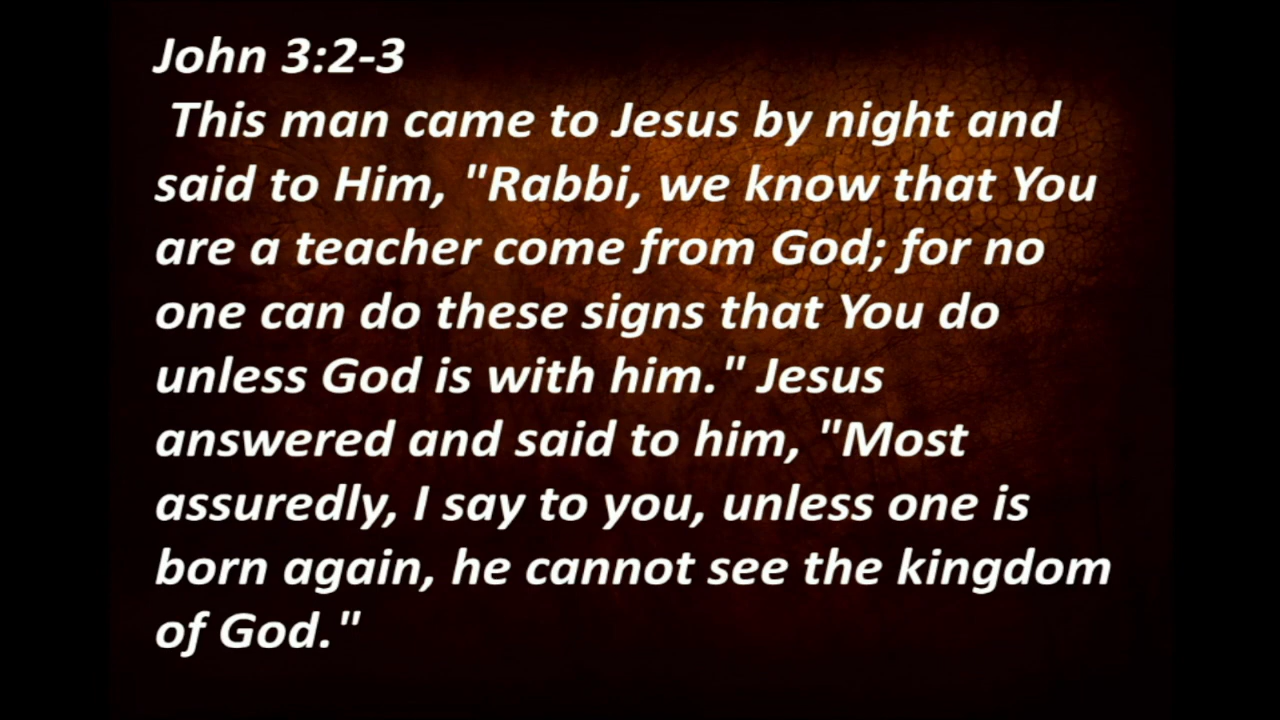 John 3:2-3
This man came to Jesus by night and
said to Him, "Rabbi, we know that You
are a teacher come from God; for no
one can do these signs that You do
unless God is with him." Jesus
answered and said to him, "Most
assuredly, I say to you, unless one is
born again, he cannot see the kingdom
of God."